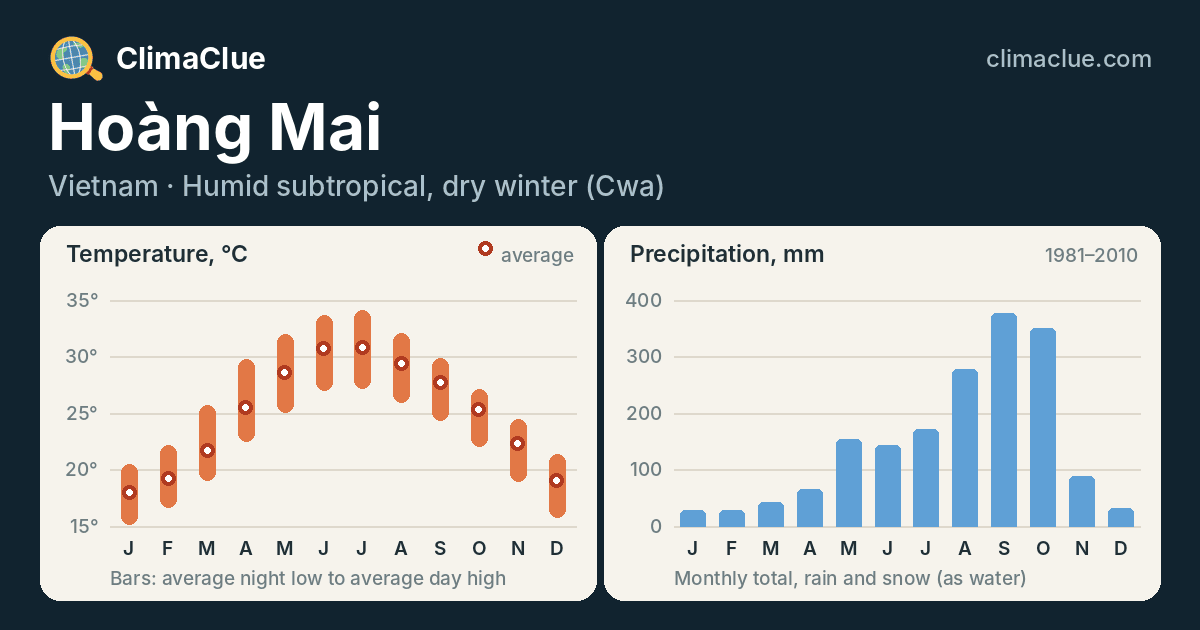 ClimaClue
climaclue.com
Hoàng Mai
Vietnam · Humid subtropical, dry winter (Cwa)
Temperature, °C
average
35°
30°
25°
20°
15°
J F M A M J J A S O N D
Bars: average night low to average day high
Precipitation, mm
1981–2010
400
300
200
100
0
J F M A M J J A S O N D
Monthly total, rain and snow (as water)